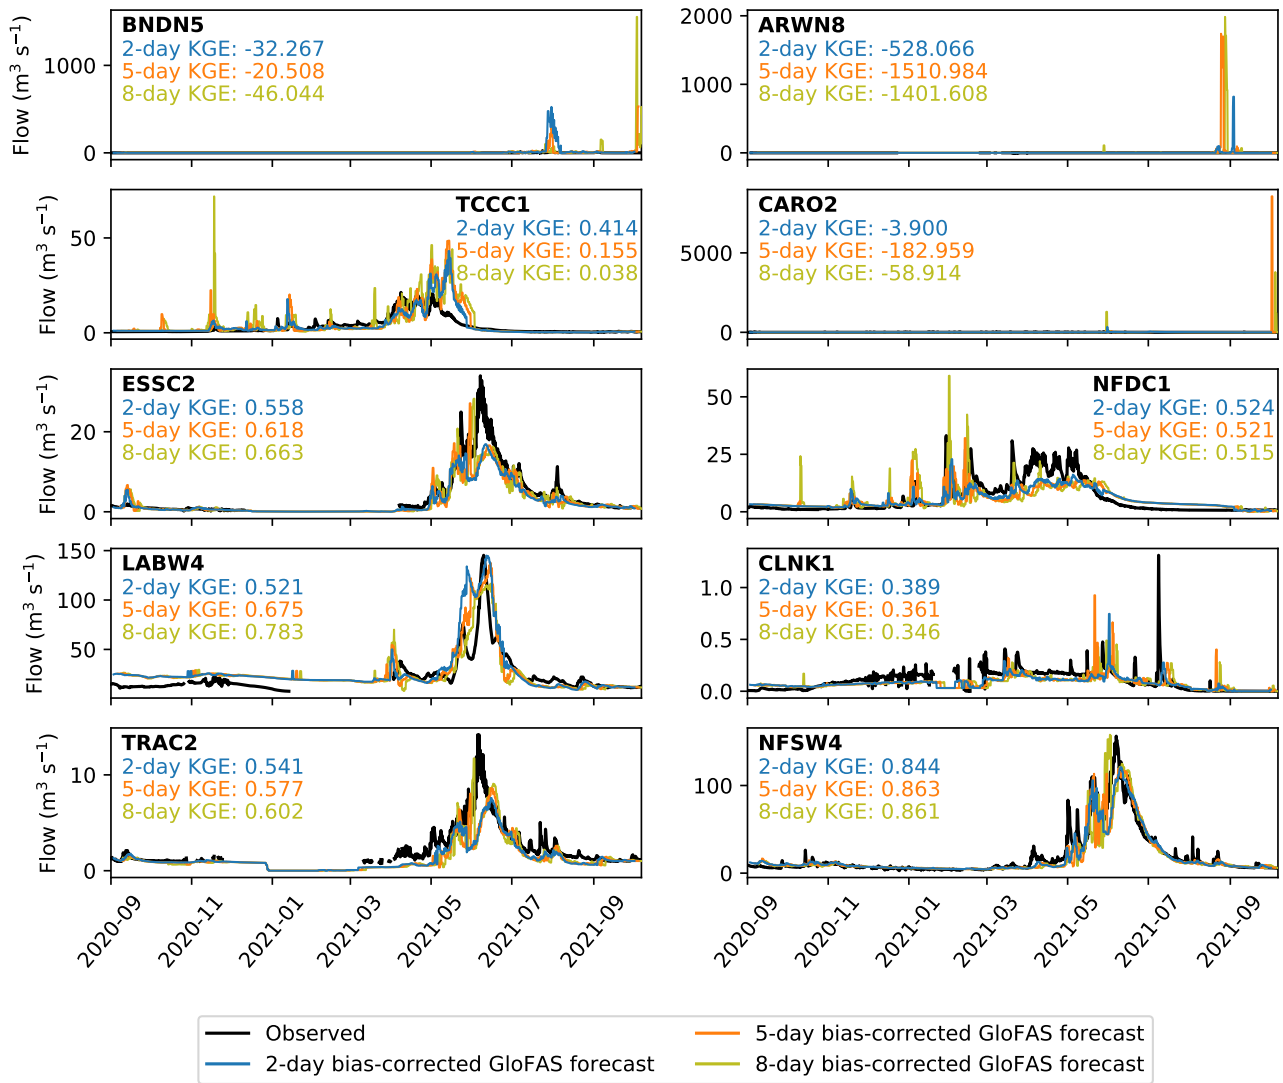 BNDN5
2-day KGE: -32.267
5-day KGE: -20.508
8-day KGE: -46.044
Flow (m³ s⁻¹)
1000
0
ARWN8
2-day KGE: -528.066
5-day KGE: -1510.984
8-day KGE: -1401.608
2000
1000
0
TCCC1
2-day KGE: 0.414
5-day KGE: 0.155
8-day KGE: 0.038
Flow (m³ s⁻¹)
50
0
CARO2
2-day KGE: -3.900
5-day KGE: -182.959
8-day KGE: -58.914
5000
0
ESSC2
2-day KGE: 0.558
5-day KGE: 0.618
8-day KGE: 0.663
Flow (m³ s⁻¹)
20
0
NFDC1
2-day KGE: 0.524
5-day KGE: 0.521
8-day KGE: 0.515
50
25
0
LABW4
2-day KGE: 0.521
5-day KGE: 0.675
8-day KGE: 0.783
Flow (m³ s⁻¹)
150
100
50
CLNK1
2-day KGE: 0.389
5-day KGE: 0.361
8-day KGE: 0.346
1.0
0.5
0.0
TRAC2
2-day KGE: 0.541
5-day KGE: 0.577
8-day KGE: 0.602
Flow (m³ s⁻¹)
10
0
2020-09
2020-11
2021-01
2021-03
2021-05
2021-07
2021-09
NFSW4
2-day KGE: 0.844
5-day KGE: 0.863
8-day KGE: 0.861
100
0
2020-09
2020-11
2021-01
2021-03
2021-05
2021-07
2021-09
Observed
2-day bias-corrected GloFAS forecast
5-day bias-corrected GloFAS forecast
8-day bias-corrected GloFAS forecast